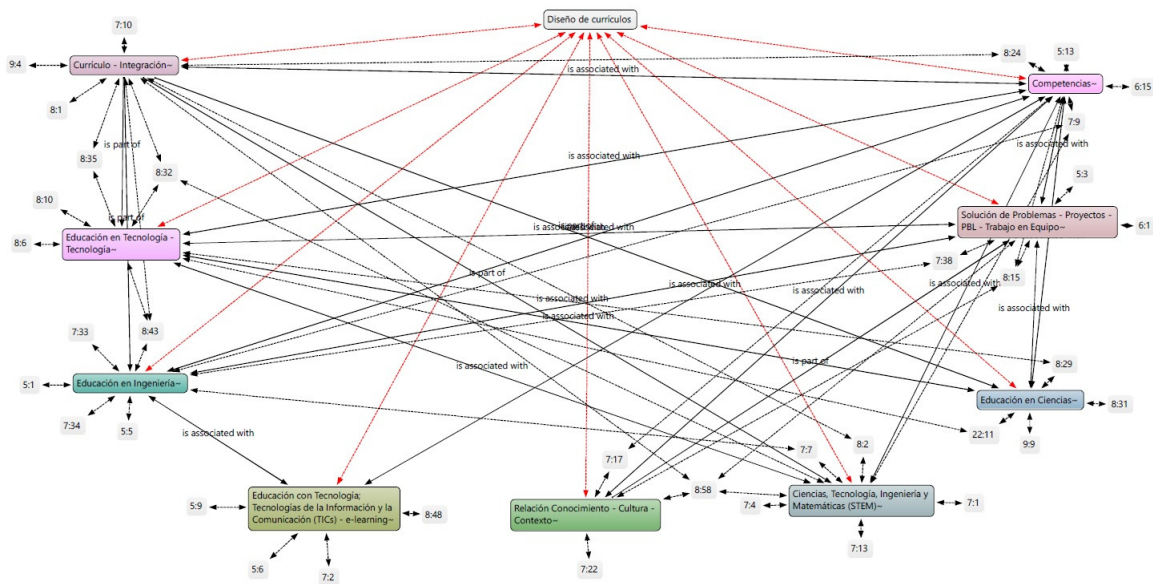 Diseño de currículos
7:10
9:4
Currículo - Integración~
8:24
5:13
is associated with
Competencias~
6:15
8:1
7:9
is part of
is associated with
is associated with
8:35
8:32
5:3
8:10
is part of
Educación en Tecnología -
Tecnología~
8:6
Solución de Problemas - Proyectos -
PBL - Trabajo en Equipo~
6:1
7:38
is part of
is associated with
8:15
is associated with
is associated with
is associated with
7:33
8:43
is associated with
is part of
8:29
5:1
Educación en Ingeniería~
Educación en Ciencias~
8:31
7:34
5:5
22:11
9:9
is associated with
7:17
7:7
8:2
5:9
Educación con Tecnología;
Tecnologías de la Información y la
Comunicación (TICs) - e-learning~
8:48
Relación Conocimiento - Cultura -
Contexto~
8:58
7:4
Ciencias, Tecnología, Ingeniería y
Matemáticas (STEM)~
7:1
5:6
7:2
7:22
7:13